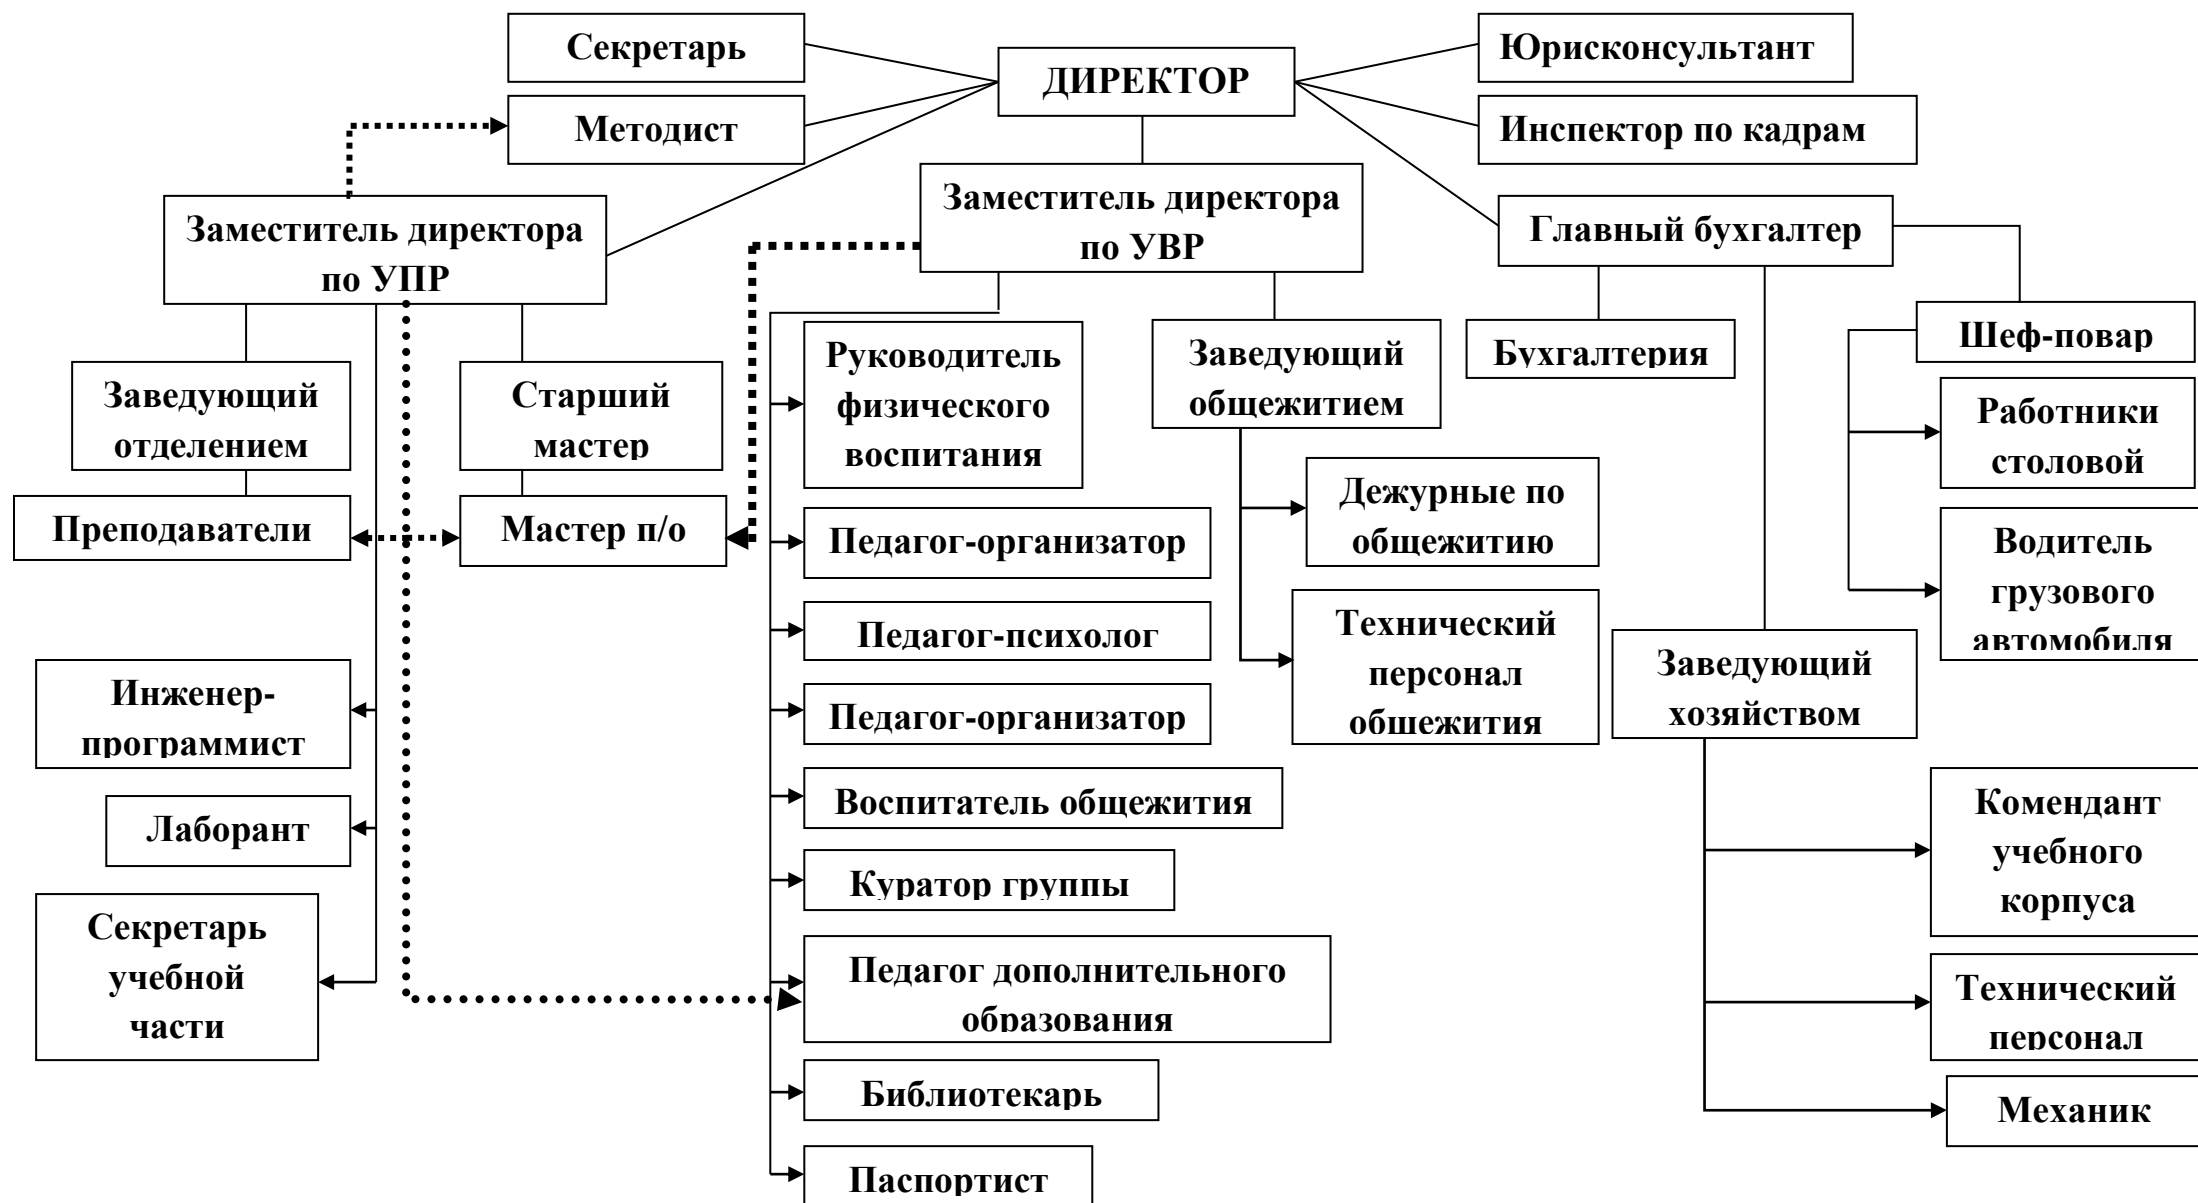 Секретарь
ДИРЕКТОР
Юрисконсультант
Методист
Инспектор по кадрам
Заместитель директора
по УПР
Заместитель директора
по УВР
Главный бухгалтер
Заведующий
отделением
Старший
мастер
Преподаватели
Мастер п/о
Инженер-
программист
Лаборант
Секретарь
учебной
части
Руководитель
физического
воспитания
Педагог-организатор
Педагог-психолог
Педагог-организатор
Воспитатель общежития
Куратор группы
Педагог дополнительного
образования
Библиотекарь
Паспортист
Заведующий
общежитием
Дежурные по
общежитию
Технический
персонал
общежития
Бухгалтерия
Шеф-повар
Работники
столовой
Водитель
грузового
автомобиля
Заведующий
хозяйством
Комендант
учебного
корпуса
Технический
персонал
Механик